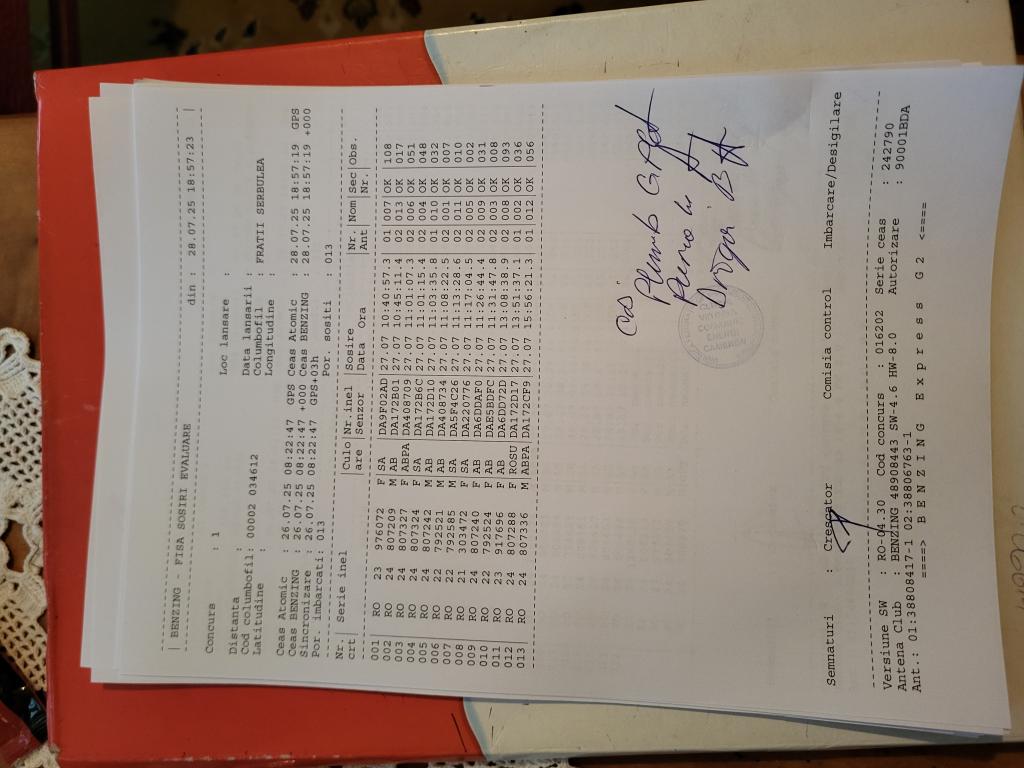 | BENZING - FISA SOSIRI EVALUARE din : 28.07.25 18:57:23 |
Concurs : 1
Loc lansare :
Distanta : Data lansarii :
Cod columbofil: 00002 034612 Columbofil : FRATII SERBULEA
Latitudine : Longitudine :
Ceas Atomic : 26.07.25 08:22:47 GPS Ceas Atomic : 28.07.25 18:57:19 GPS
Ceas BENZING : 26.07.25 08:22:47 +000 Ceas BENZING : 28.07.25 18:57:19 +000
Sincronizare : 26.07.25 08:22:47 GPS+03h
Por. imbarcati: 013 Por. sositi : 013
Nr. | Serie inel |Culo|Nr.inel |Sosire |Nr. |Nom|Sec|Obs.
crt| |are |Senzor |Data Ora |Ant | |Nr.|
001| RO 23 976072 F SA |DA9F02AD|27.07 10:40:57.3| 01 |007|OK |108
002| RO 24 807209 M AB |DA172B01|27.07 10:45:11.4| 02 |013|OK |017
003| RO 24 807327 F ABPA|DA408709|27.07 11:01:07.3| 02 |006|OK |051
004| RO 24 807324 F SA |DA172B6C|27.07 11:01:15.4| 02 |004|OK |048
005| RO 24 807242 M AB |DA172D10|27.07 11:03:35.8| 01 |010|OK |032
006| RO 22 792521 M AB |DA408734|27.07 11:08:22.5| 02 |001|OK |007
007| RO 22 792585 M SA |DA5F4C26|27.07 11:13:28.6| 02 |011|OK |010
008| RO 21 303472 F SA |DA220776|27.07 11:17:04.5| 02 |005|OK |002
009| RO 24 807249 F AB |DA6DDAF0|27.07 11:26:44.4| 02 |009|OK |031
010| RO 22 792524 F AB |DAE5BDFC|27.07 11:31:47.8| 02 |003|OK |008
011| RO 23 917696 F AB |DA6DD72D|27.07 13:08:38.9| 02 |008|OK |093
012| RO 24 807288 F ROSU|DA172D17|27.07 13:51:37.1| 01 |002|OK |036
013| RO 24 807336 M ABPA|DA172CF9|27.07 15:56:21.3| 01 |012|OK |056
Plumb G.
Semnaturi : Crescator Comisia control Imbarcare/Desigilare
Versiune SW : RO-04.30 Cod concurs : 016202 Serie ceas : 242790
Antena Club : BENZING 4898443 SW-4.6 HW-8.0 Autorizare : 90001BDA
Ant.: 01:38808417-1 02:38806763-1
====> B E N Z I N G E x p r e s s G 2 <====